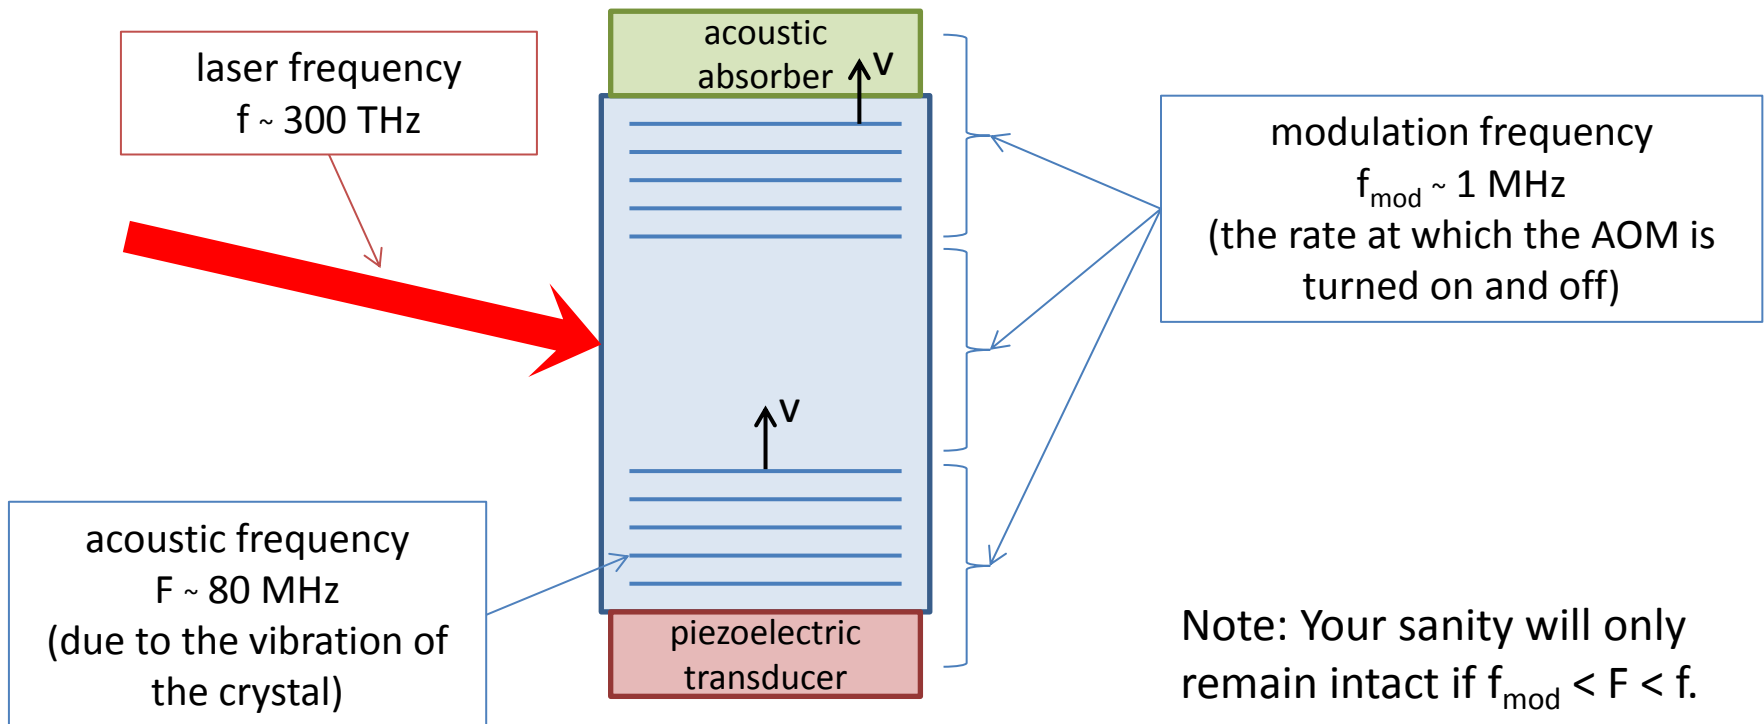 laser frequency
f ~ 300 THz
acoustic
absorber
v
modulation frequency
f_mod ~ 1 MHz
(the rate at which the AOM is
turned on and off)
v
acoustic frequency
F ~ 80 MHz
(due to the vibration of
the crystal)
piezoelectric
transducer
Note: Your sanity will only
remain intact if f_mod < F < f.